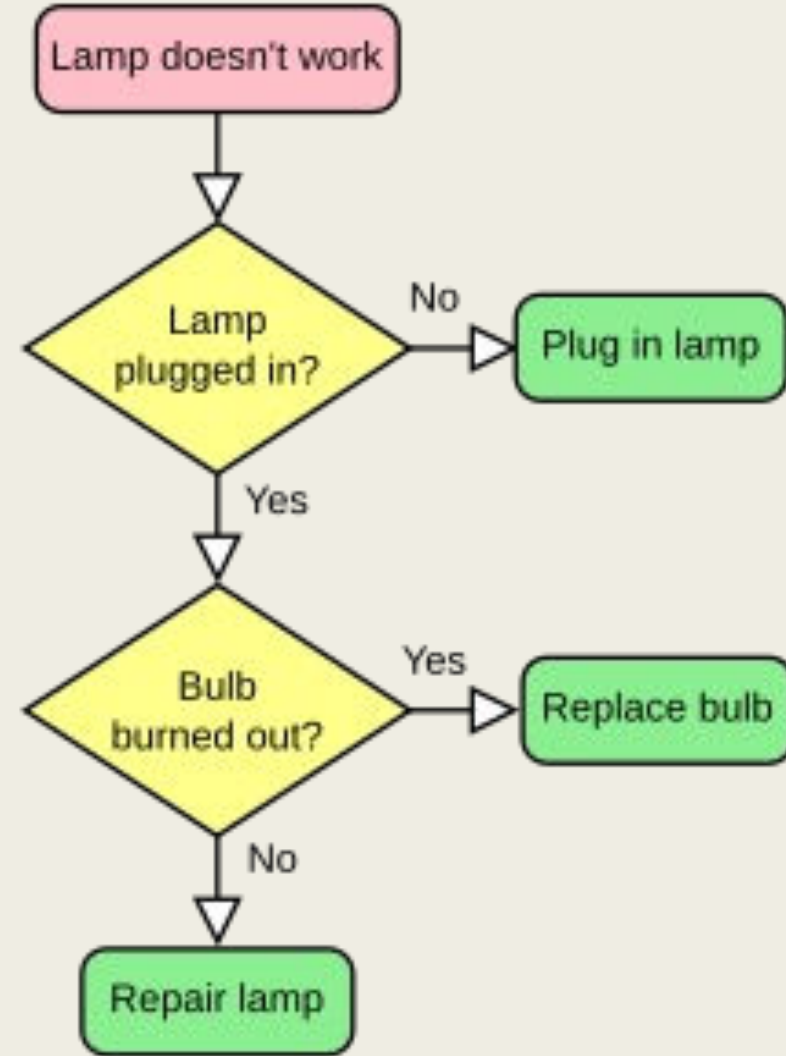 Lamp doesn't work
Lamp
plugged in?
No
Plug in lamp
Yes
Bulb
burned out?
Yes
Replace bulb
No
Repair lamp